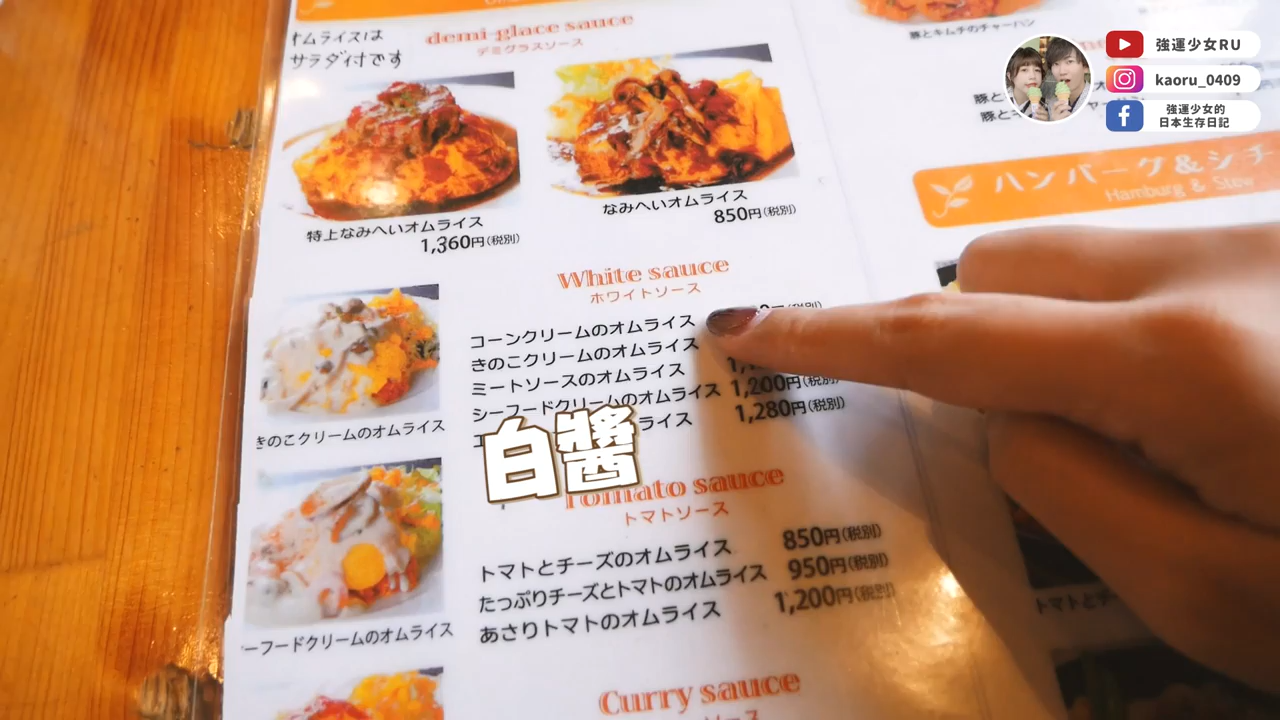 オムライスは
サラダ付です
demi-glace sauce
デミグラスソース
特上なみへいオムライス
1,360円(税別)
なみへいオムライス
850円(税別)
White sauce
ホワイトソース
コーンクリームのオムライス
きのこクリームのオムライス
ミートソースのオムライス
シーフードクリームのオムライス 1,200円(税別)
オムライス 1,280円(税別)
きのこクリームのオムライス
白醬
Tomato sauce
トマトソース
トマトとチーズのオムライス 850円(税別)
たっぷりチーズとトマトのオムライス 950円(税別)
あさりトマトのオムライス 1,200円(税別)
ーフードクリームのオムライス
Curry sauce
ソース
豚とキムチのチャーハン
ハンバーグ&シチ
Hamburg & Stew
トマトとチ
強運少女RU
kaoru_0409
強運少女的
日本生存日記